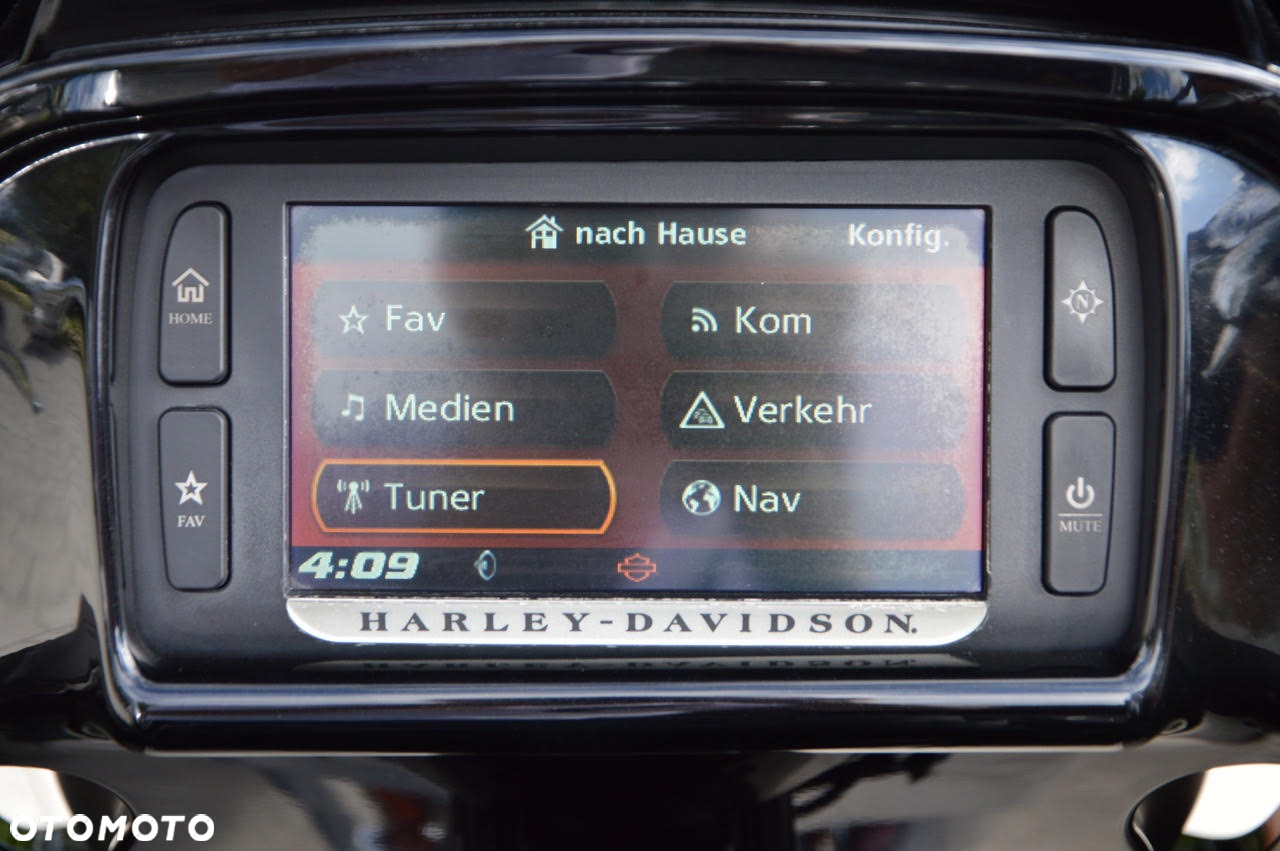 nach Hause Konfig.
HOME
Fav Kom
Medien Verkehr
Tuner Nav
FAV
MUTE
4:09
HARLEY-DAVIDSON.
N
OTOMOTO